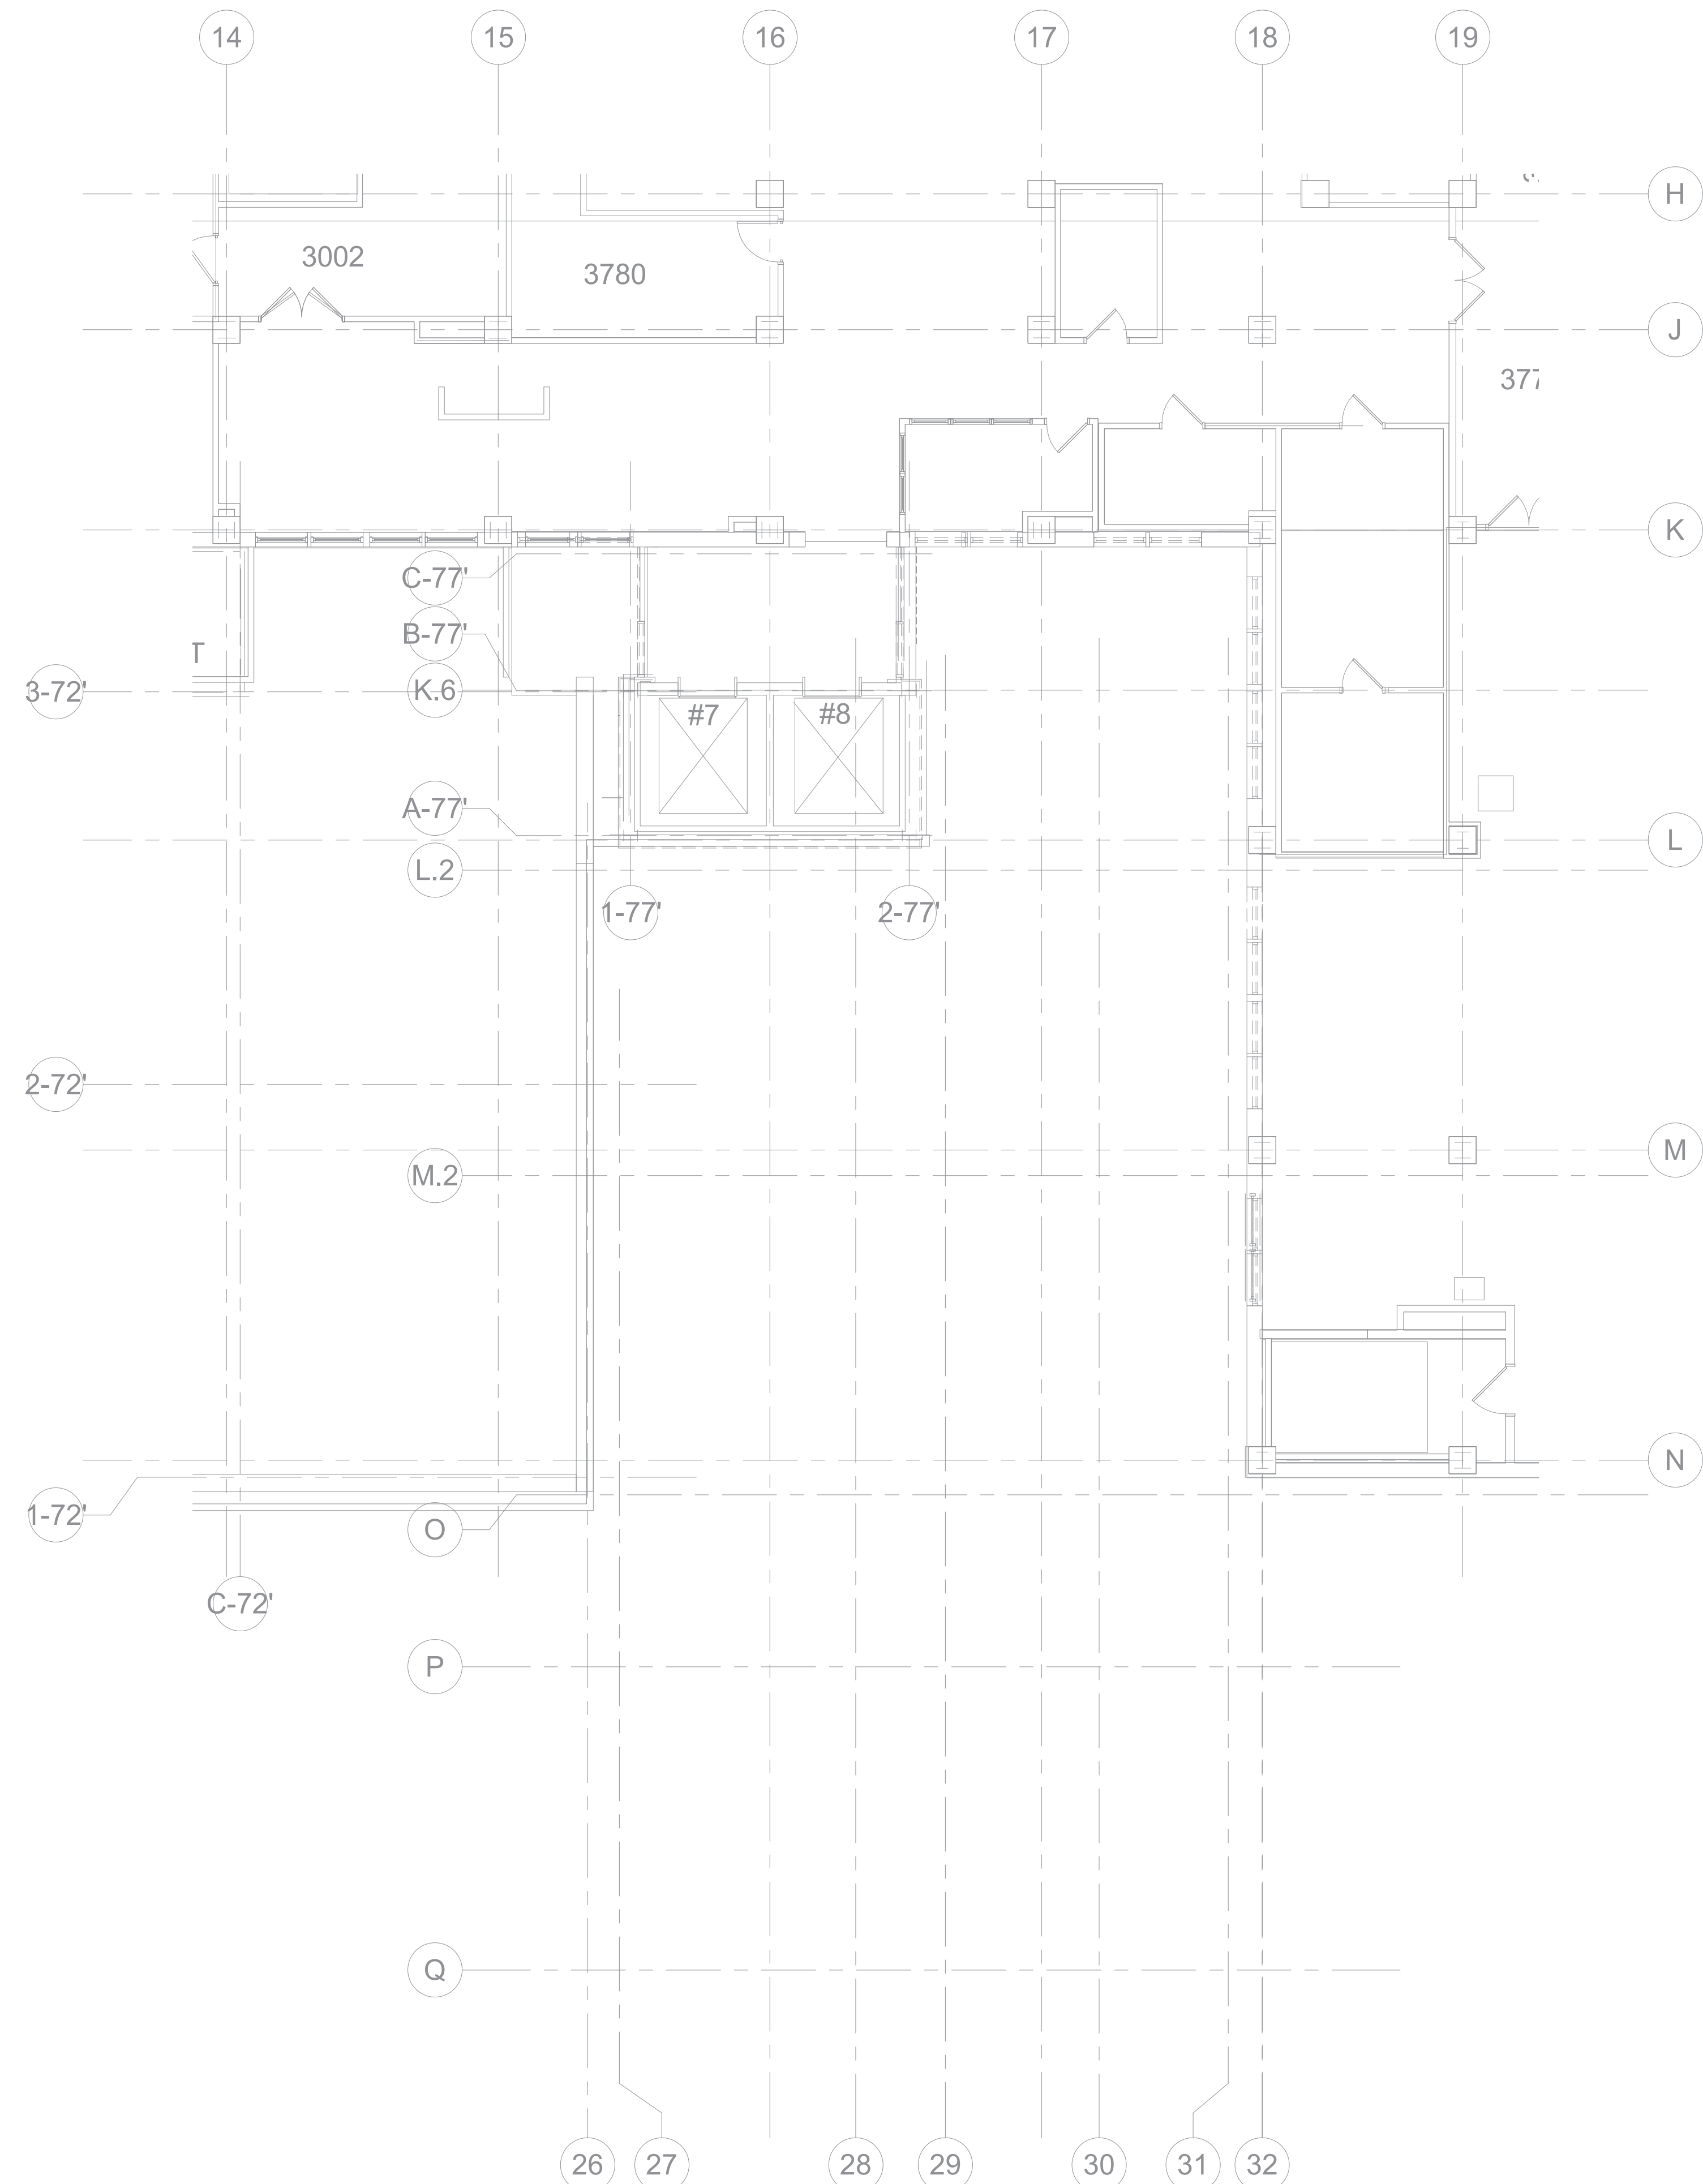 14 15 16 17 18 19
H
3002
3780
J
377
K
C-77'
B-77'
T
3-72'
K.6
#7 #8
A-77'
L
L.2
1-77' 2-77'
2-72'
M
M.2
N
1-72'
O
C-72'
P
Q
26 27 28 29 30 31 32